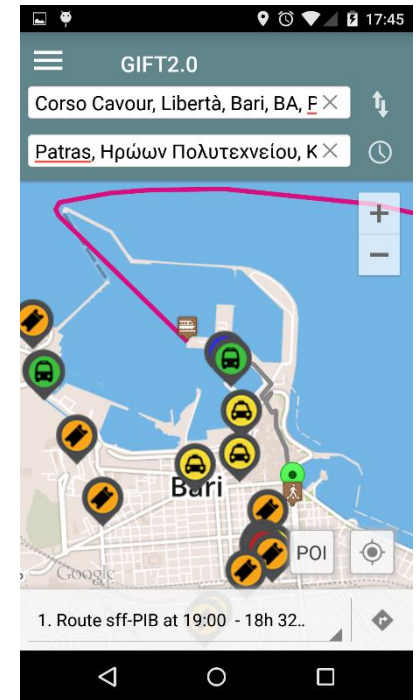 17:45
GIFT2.0
Corso Cavour, Libertà, Bari, BA, P
Patras, Ηρώων Πολυτεχνείου, Κ
+
−
Bari
POI
Google
1. Route sff-PIB at 19:00 - 18h 32..